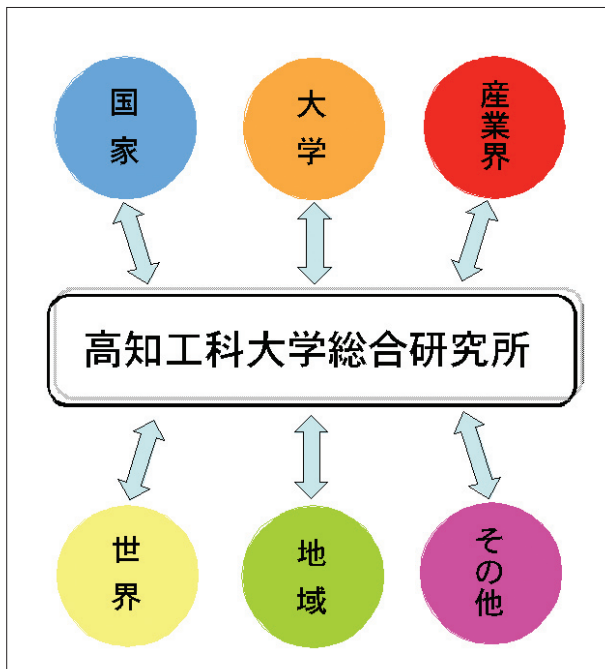 国家
大学
産業界
高知工科大学総合研究所
世界
地域
その他